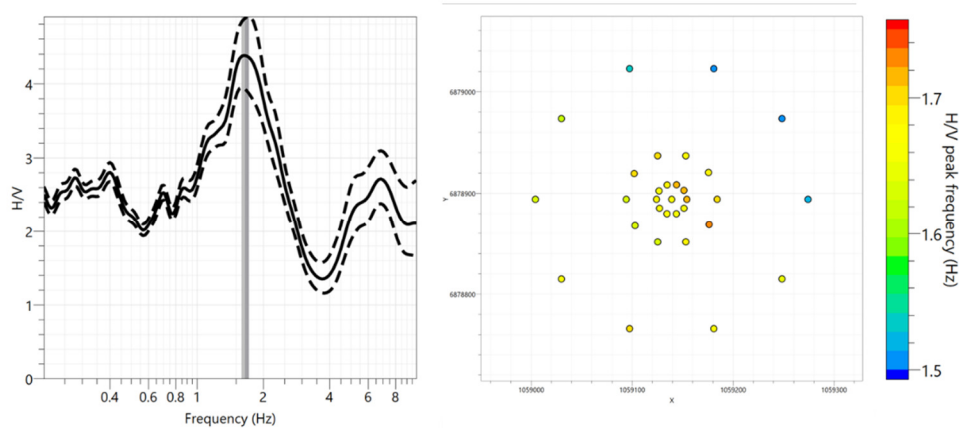 4
3
2
1
0
H/V
0.4 0.6 0.8 1 2 4 6 8
Frequency (Hz)
6879000
6878900
6878800
Y
1059000 1059100 1059200 1059300
X
1.7
1.6
1.5
H/V peak frequency (Hz)